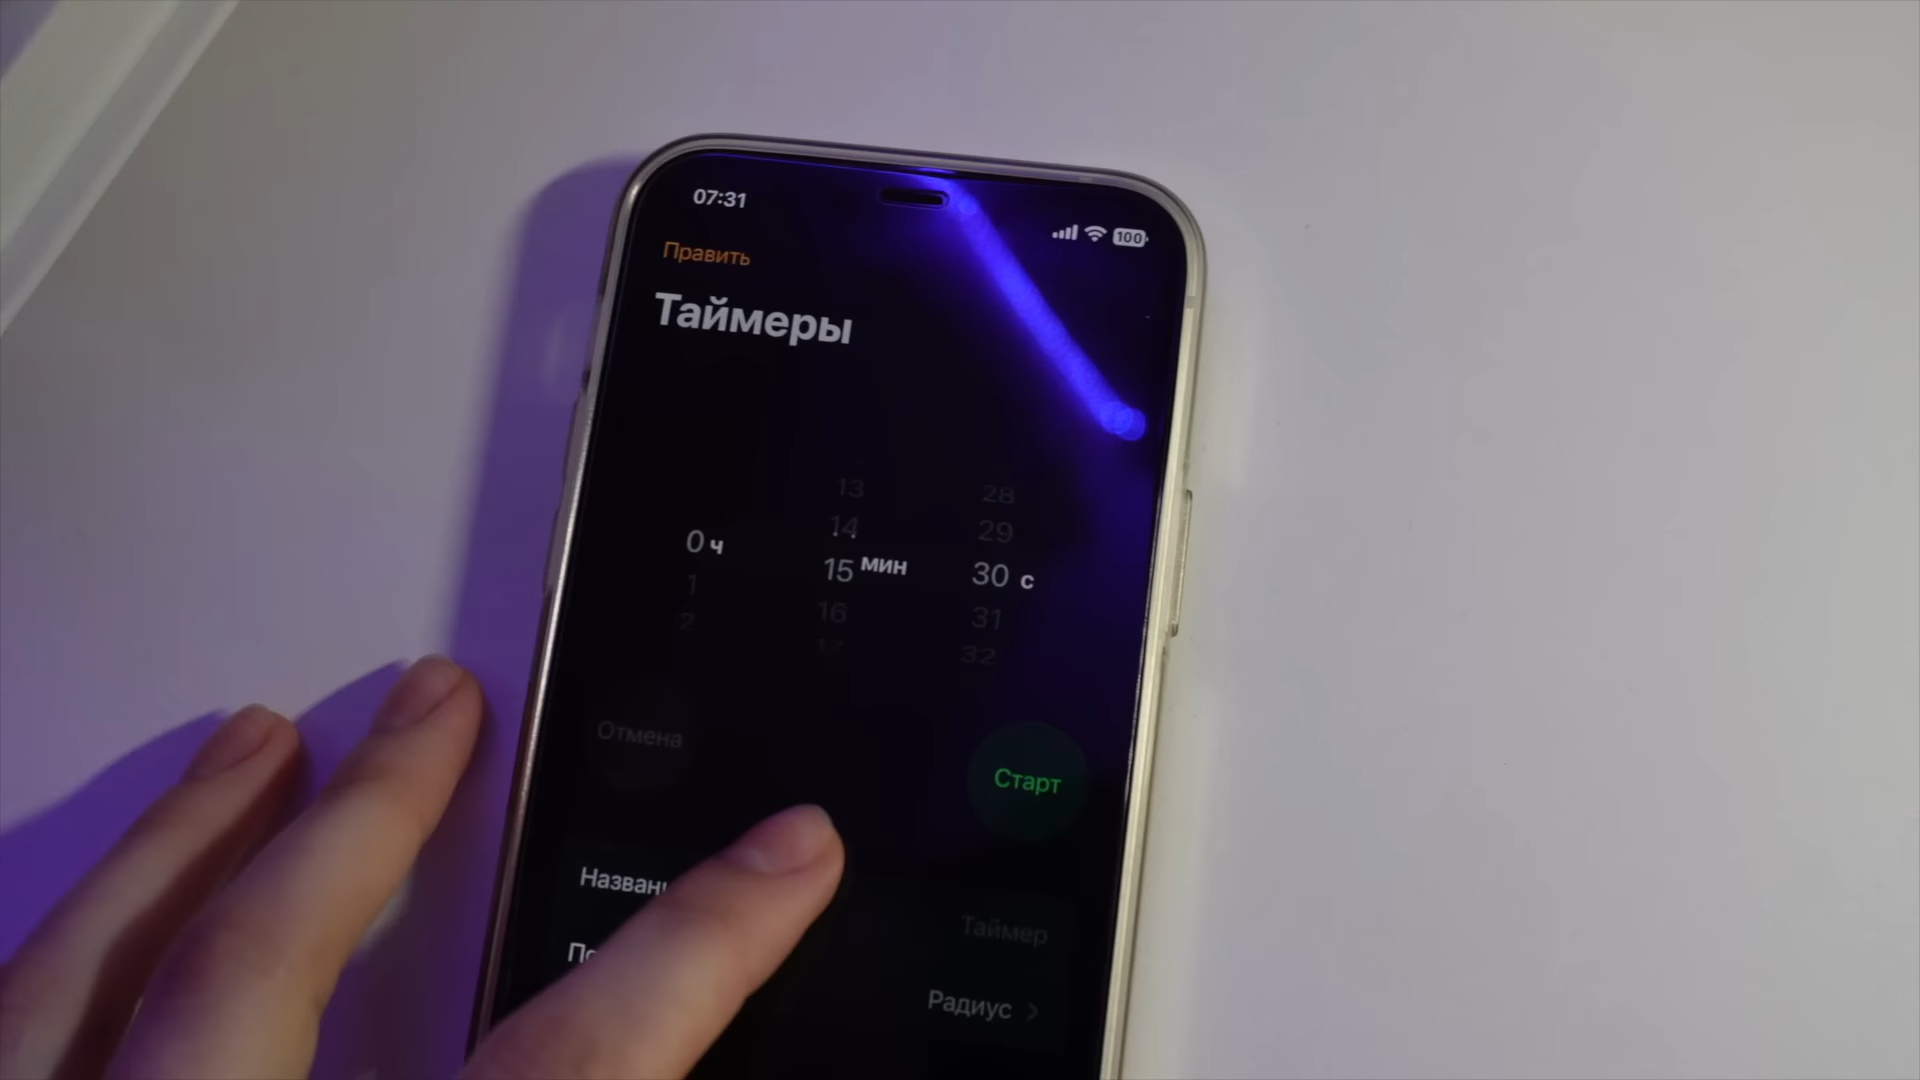 07:31
100
Править
Таймеры
13 28
14 29
0 ч 15 мин 30 с
1 16 31
2 17 32
Отмена
Старт
Таймер
Радиус >